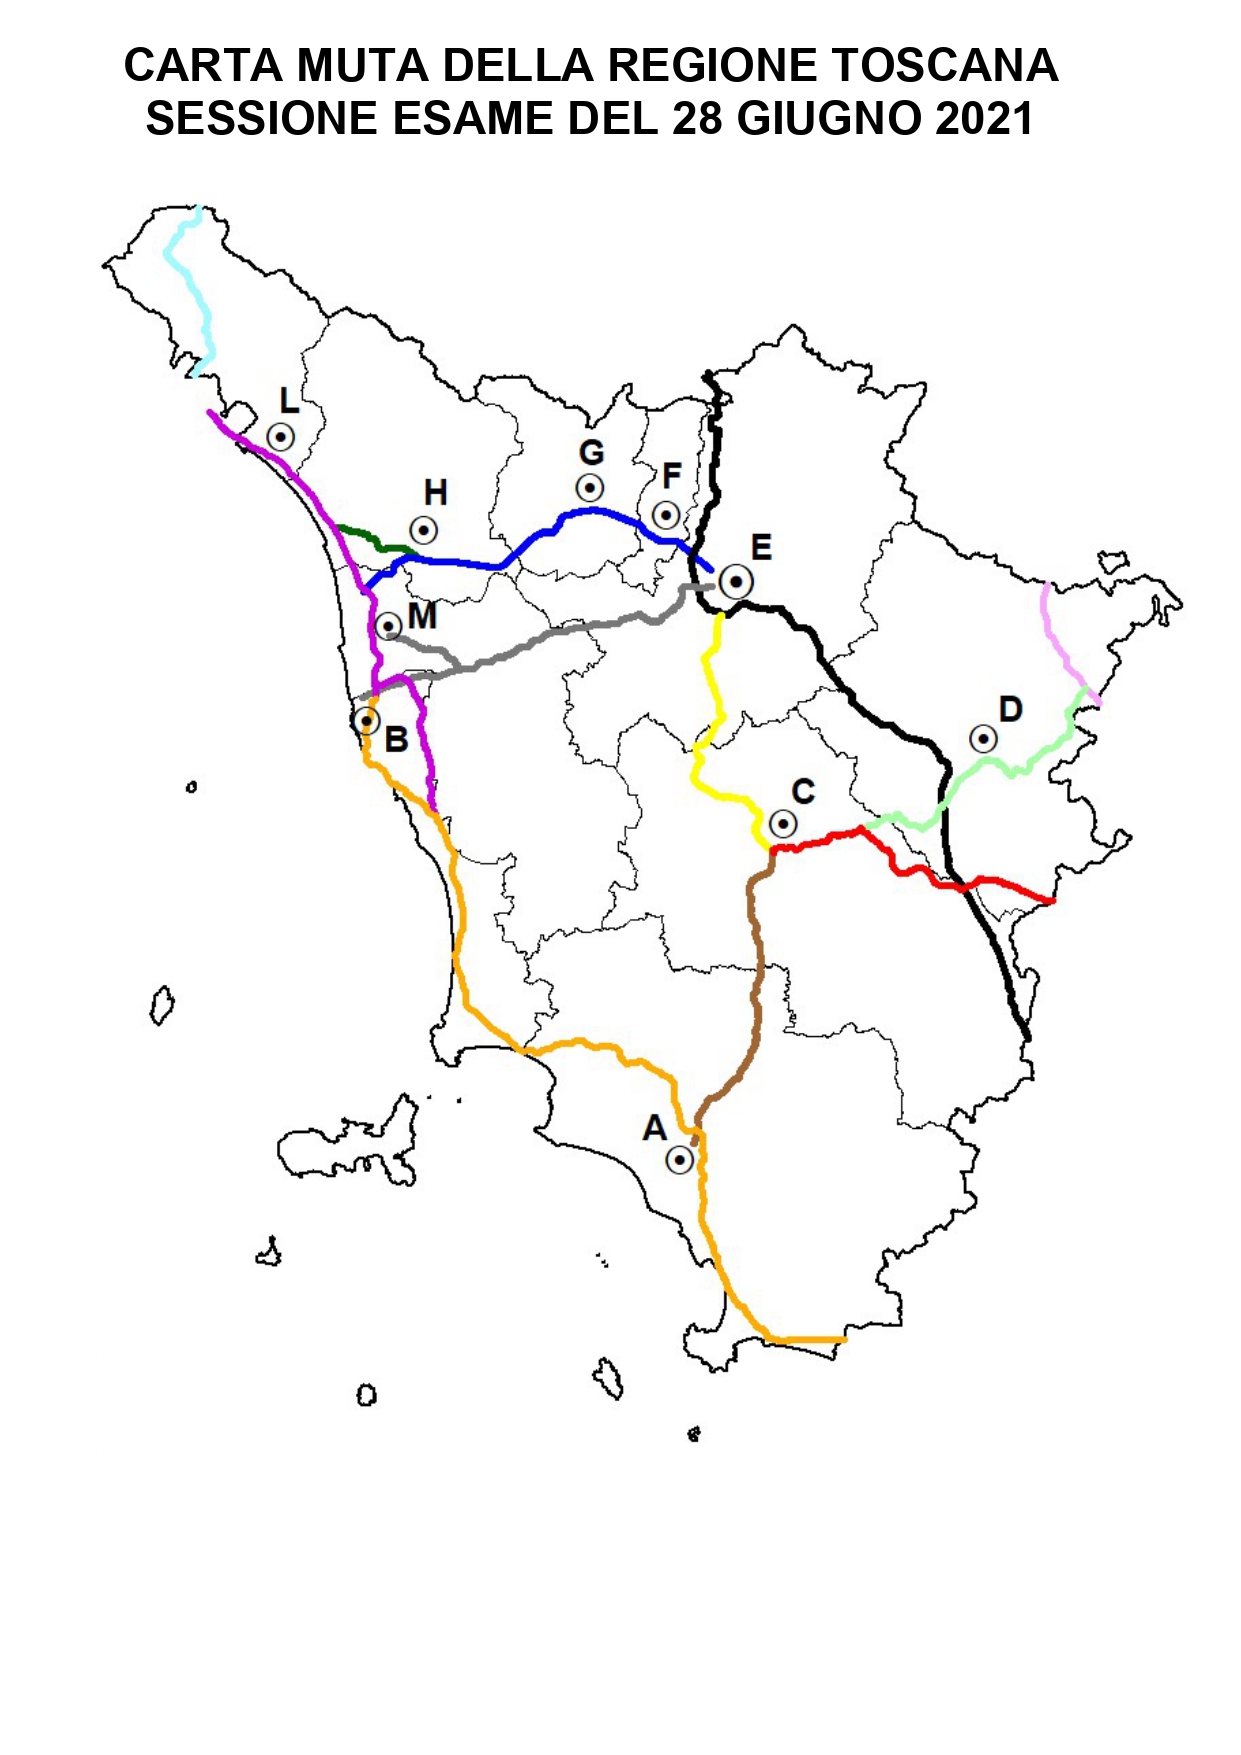 CARTA MUTA DELLA REGIONE TOSCANA
SESSIONE ESAME DEL 28 GIUGNO 2021
L
G
F
H
E
M
D
B
C
A